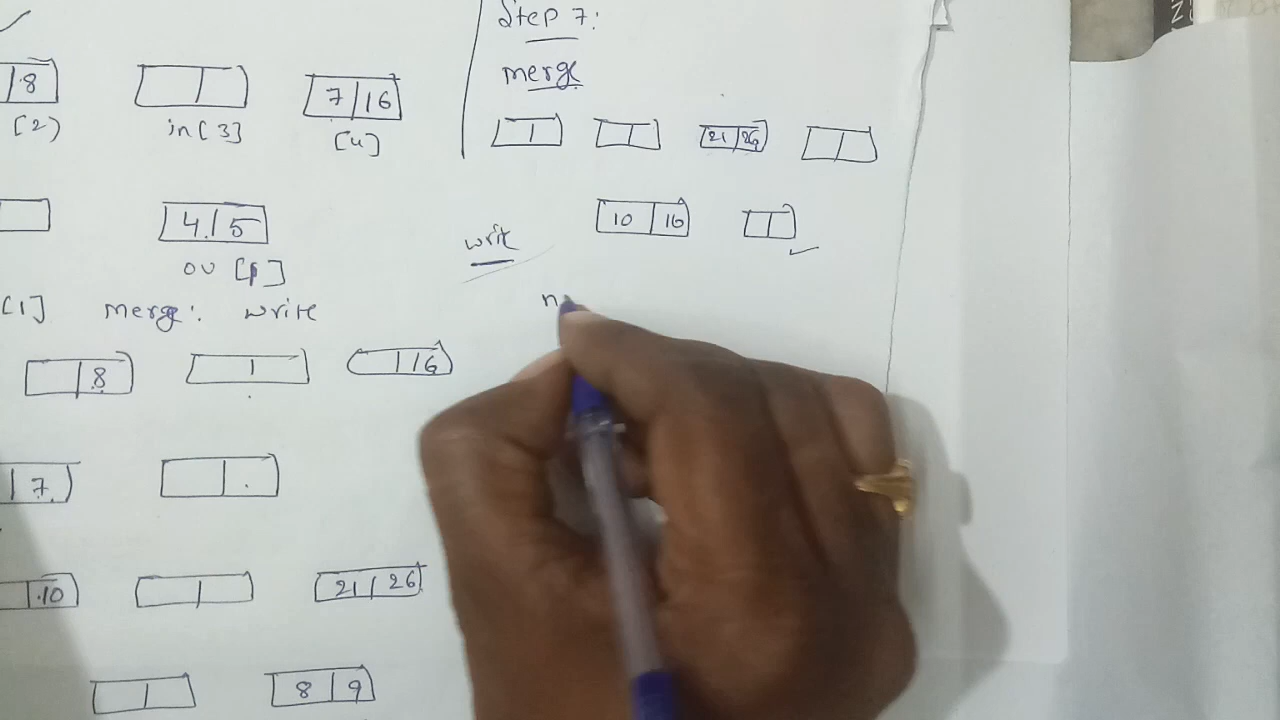 8
7 16
[2)
in[3]
[4]
4 5
ou [p]
[1] merge: write
8
16
7
10
21 26
8 9
Step 7:
merge
21 26
10 16
write